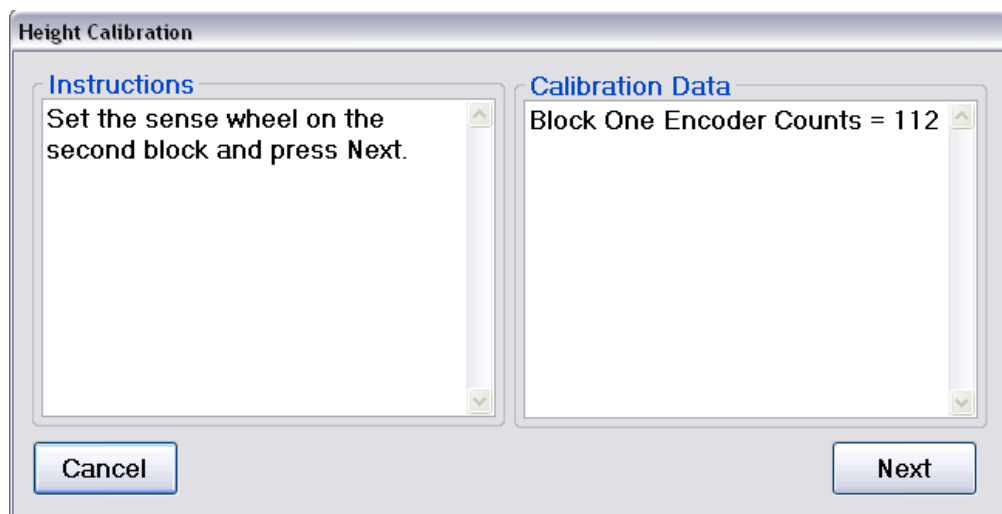 Height Calibration
Instructions
Set the sense wheel on the
second block and press Next.
Calibration Data
Block One Encoder Counts = 112
Cancel
Next